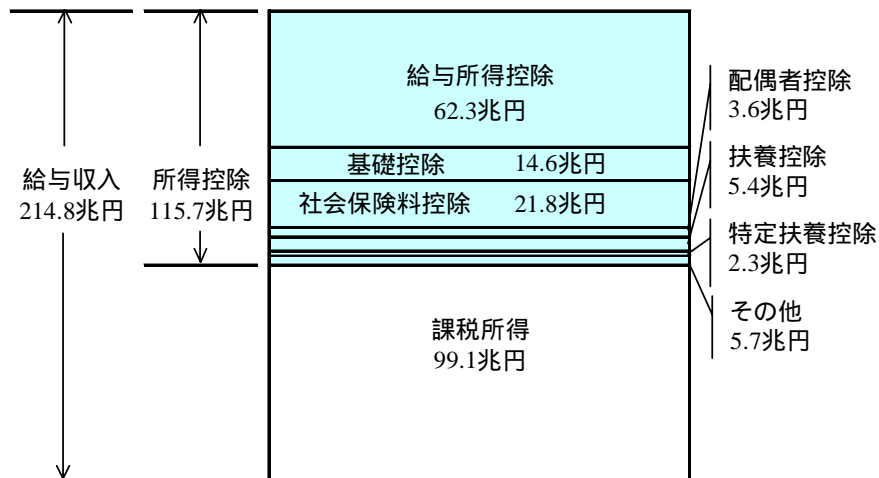 給与収入
214.8兆円
所得控除
115.7兆円
給与所得控除
62.3兆円
基礎控除 14.6兆円
社会保険料控除 21.8兆円
課税所得
99.1兆円
配偶者控除
3.6兆円
扶養控除
5.4兆円
特定扶養控除
2.3兆円
その他
5.7兆円